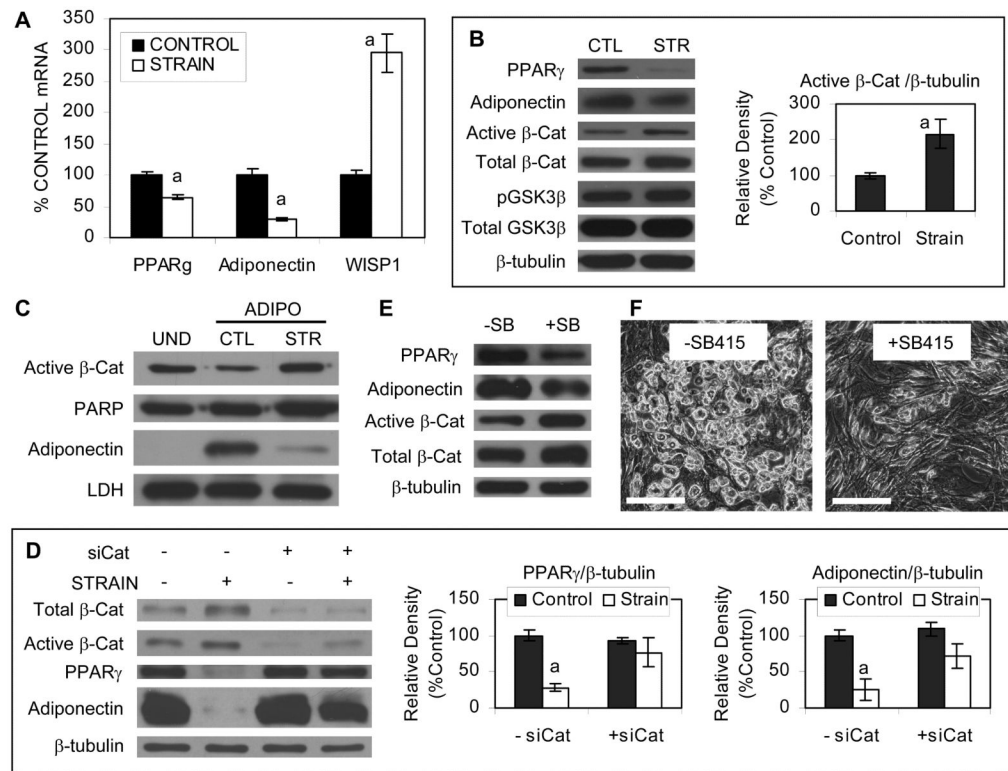 A
% CONTROL mRNA
350
300
250
200
150
100
50
0
CONTROL
STRAIN
a
a
a
PPARg Adiponectin WISP1
B
CTL STR
PPARγ
Adiponectin
Active β-Cat
Total β-Cat
pGSK3β
Total GSK3β
β-tubulin
Active β-Cat /β-tubulin
Relative Density
(% Control)
300
200
100
0
a
Control Strain
C
ADIPO
UND CTL STR
Active β-Cat
PARP
Adiponectin
LDH
E
-SB +SB
PPARγ
Adiponectin
Active β-Cat
Total β-Cat
β-tubulin
F
-SB415
+SB415
D
siCat - - + +
STRAIN - + - +
Total β-Cat
Active β-Cat
PPARγ
Adiponectin
β-tubulin
PPARγ/β-tubulin
Relative Density
(%Control)
150
100
50
0
Control Strain
a
- siCat +siCat
Adiponectin/β-tubulin
Relative Density
(%Control)
150
100
50
0
Control Strain
a
- siCat +siCat